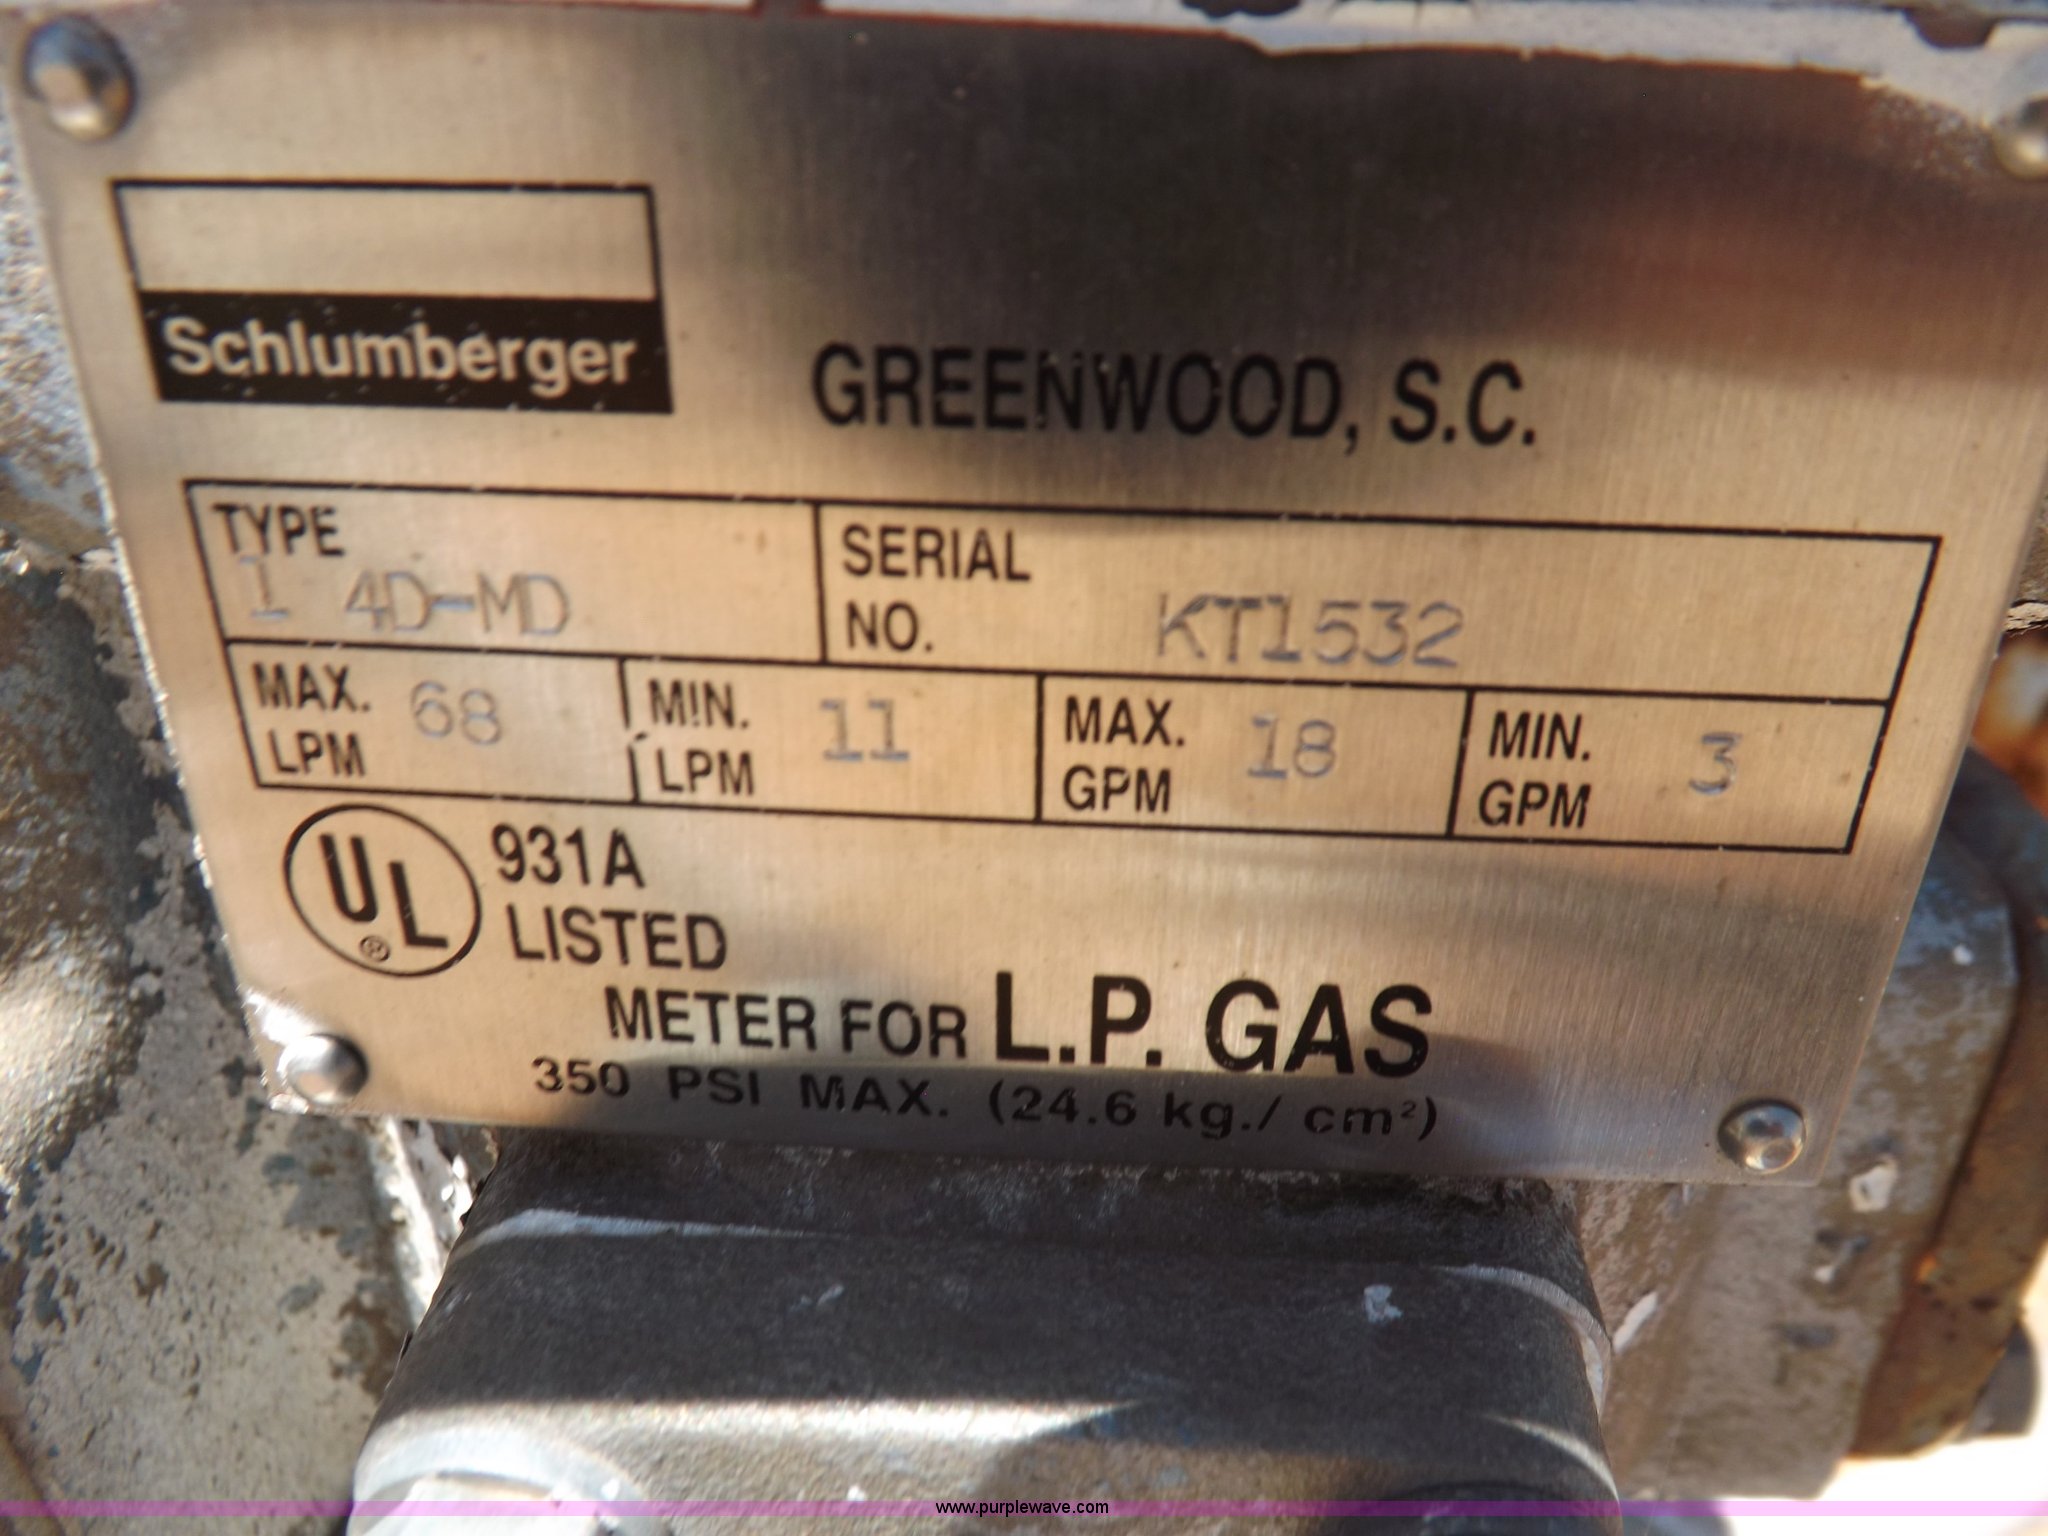 Schlumberger
GREENWOOD, S.C.
TYPE
1 4D-MD
SERIAL
NO. KT1532
MAX.
LPM 68
MIN.
LPM 11
MAX.
GPM 18
MIN.
GPM 3
UL ®
931A
LISTED
METER FOR L.P. GAS
350 PSI MAX. (24.6 kg./ cm²)
www.purplewave.com